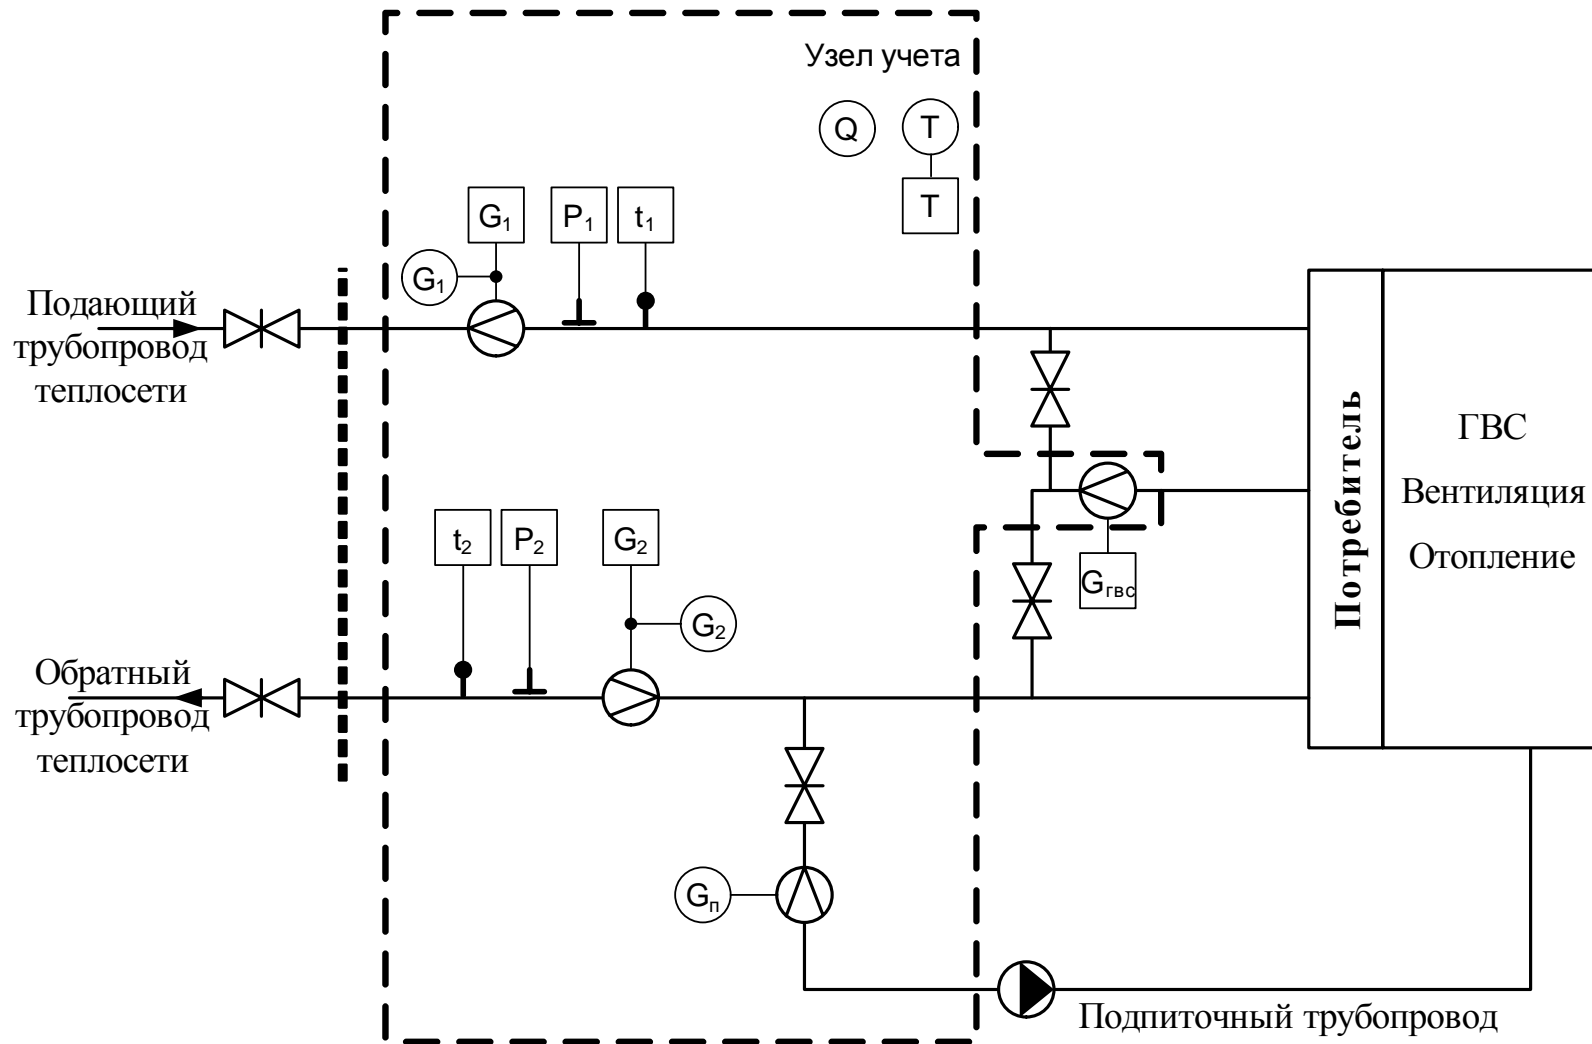 Узел учета
Q
T
T
G₁
P₁
t₁
G₁
Подающий
трубопровод
теплосети
t₂
P₂
G₂
G₂
Gгвс
Потребитель
ГВС
Вентиляция
Отопление
Обратный
трубопровод
теплосети
Gп
Подпиточный трубопровод